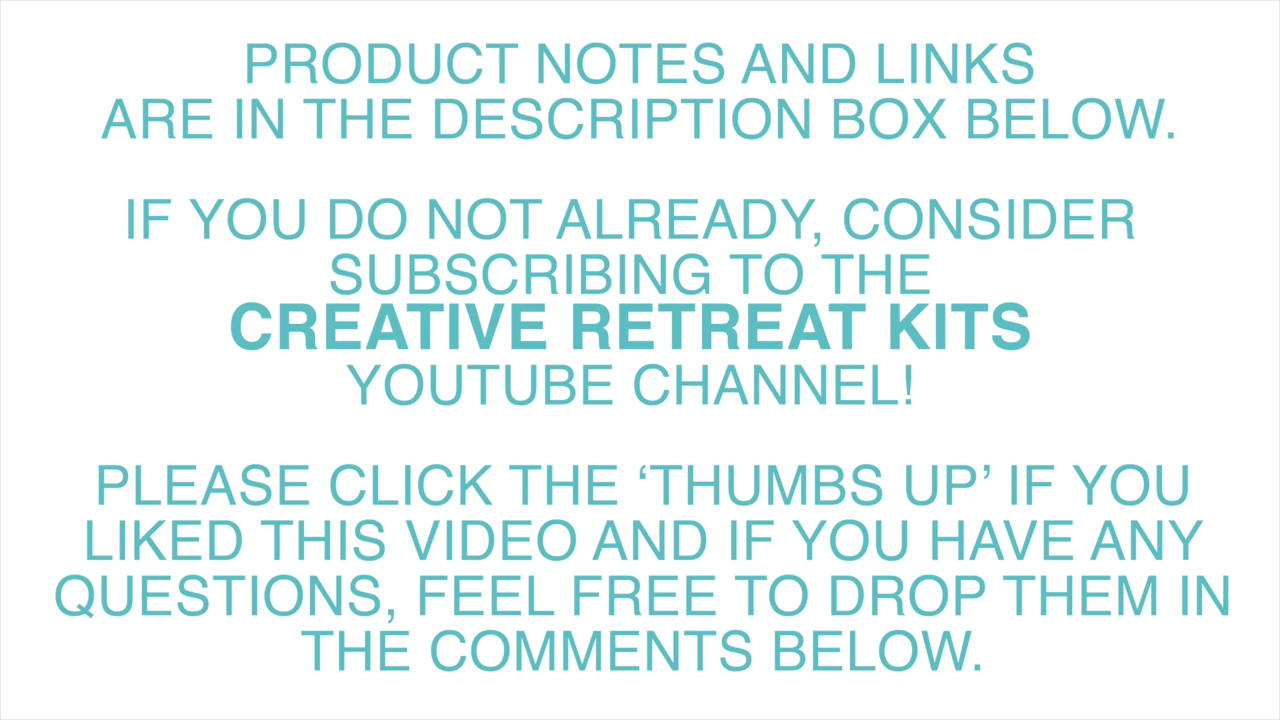 PRODUCT NOTES AND LINKS
ARE IN THE DESCRIPTION BOX BELOW.
IF YOU DO NOT ALREADY, CONSIDER
SUBSCRIBING TO THE
CREATIVE RETREAT KITS
YOUTUBE CHANNEL!
PLEASE CLICK THE ‘THUMBS UP’ IF YOU
LIKED THIS VIDEO AND IF YOU HAVE ANY
QUESTIONS, FEEL FREE TO DROP THEM IN
THE COMMENTS BELOW.